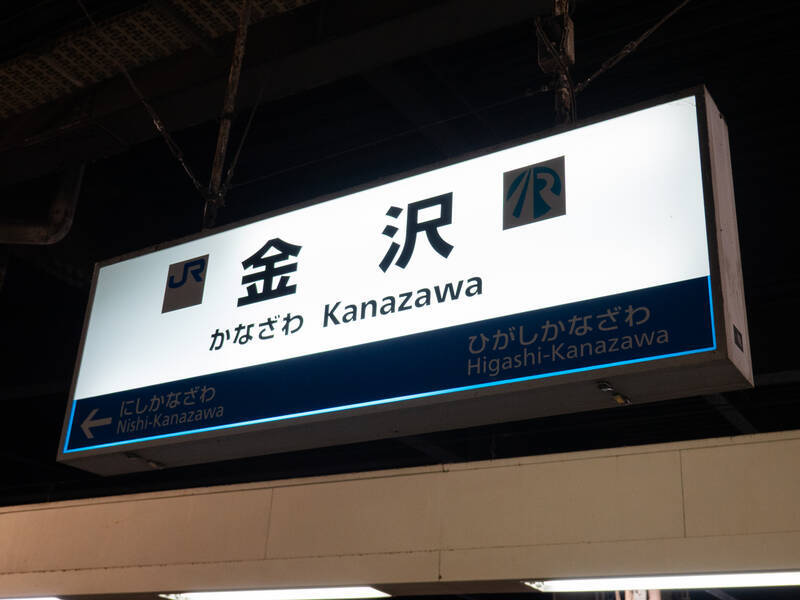 JR
金沢
IR
かなざわ Kanazawa
にしかなざわ
Nishi-Kanazawa
ひがしかなざわ
Higashi-Kanazawa